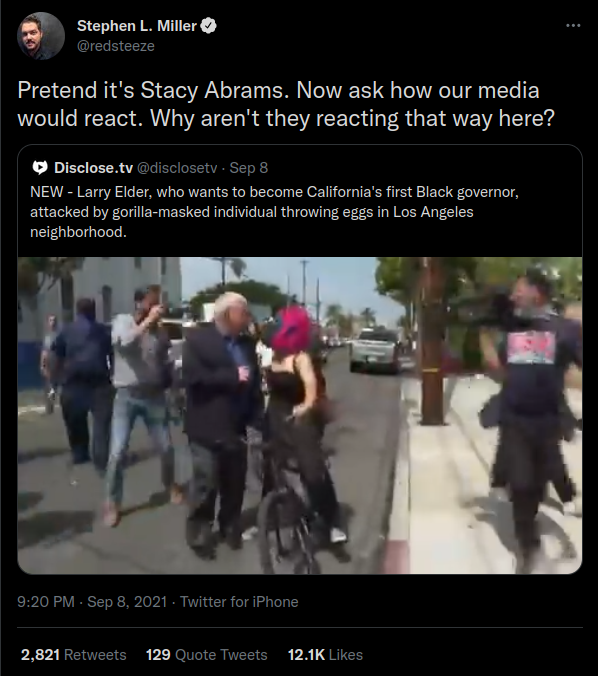 Stephen L. Miller
@redsteeze
Pretend it's Stacy Abrams. Now ask how our media
would react. Why aren't they reacting that way here?
Disclose.tv @disclosetv · Sep 8
NEW - Larry Elder, who wants to become California's first Black governor,
attacked by gorilla-masked individual throwing eggs in Los Angeles
neighborhood.
9:20 PM · Sep 8, 2021 · Twitter for iPhone
2,821 Retweets 129 Quote Tweets 12.1K Likes